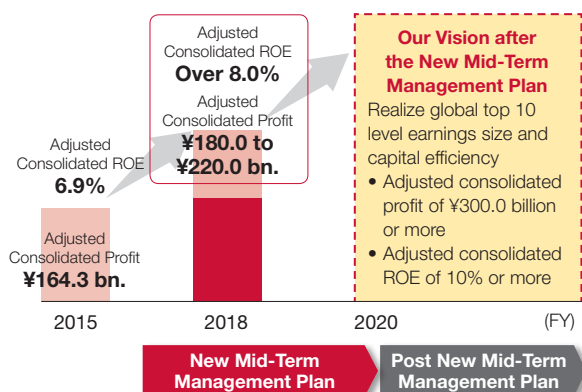 Adjusted
Consolidated ROE
6.9%
Adjusted
Consolidated Profit
¥164.3 bn.
Adjusted
Consolidated ROE
Over 8.0%
Adjusted
Consolidated Profit
¥180.0 to
¥220.0 bn.
Our Vision after
the New Mid-Term
Management Plan
Realize global top 10
level earnings size and
capital efficiency
• Adjusted consolidated
profit of ¥300.0 billion
or more
• Adjusted consolidated
ROE of 10% or more
2015
2018
2020
(FY)
New Mid-Term
Management Plan
Post New Mid-Term
Management Plan